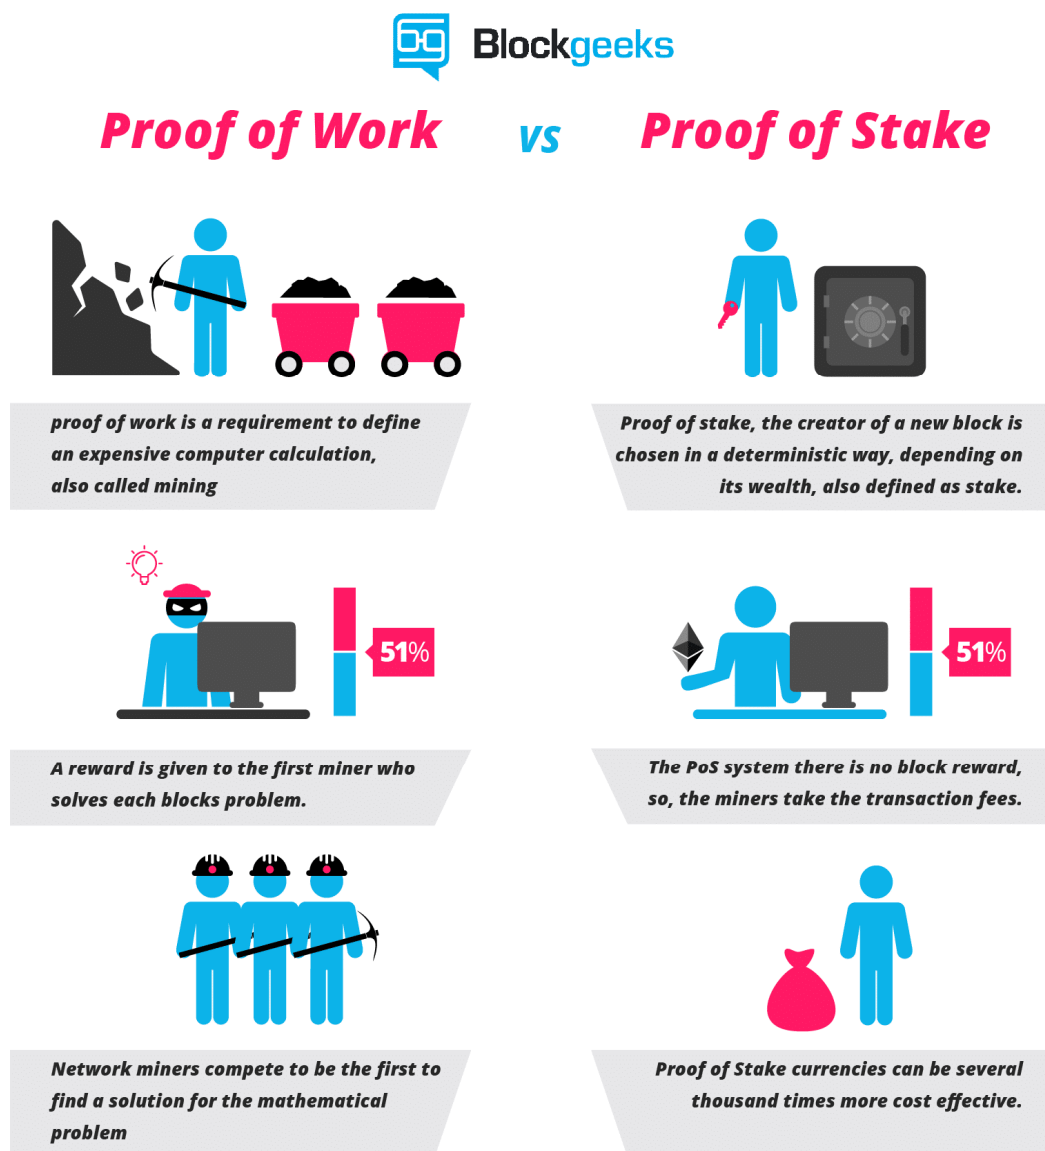 Blockgeeks
Proof of Work vs Proof of Stake
proof of work is a requirement to define
an expensive computer calculation,
also called mining
Proof of stake, the creator of a new block is
chosen in a deterministic way, depending on
its wealth, also defined as stake.
51%
51%
A reward is given to the first miner who
solves each blocks problem.
The PoS system there is no block reward,
so, the miners take the transaction fees.
Network miners compete to be the first to
find a solution for the mathematical
problem
Proof of Stake currencies can be several
thousand times more cost effective.